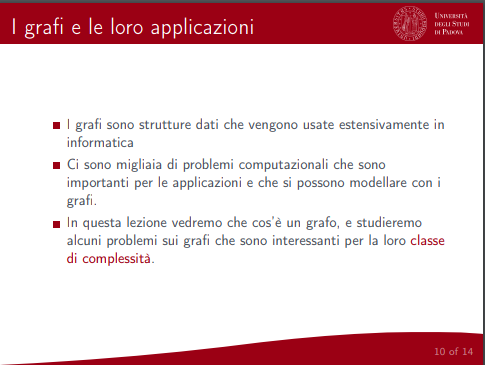 I grafi e le loro applicazioni
UNIVERSITÀ
DEGLI STUDI
DI PADOVA
I grafi sono strutture dati che vengono usate estensivamente in
informatica
Ci sono migliaia di problemi computazionali che sono
importanti per le applicazioni e che si possono modellare con i
grafi.
In questa lezione vedremo che cos'è un grafo, e studieremo
alcuni problemi sui grafi che sono interessanti per la loro classe
di complessità.
10 of 14